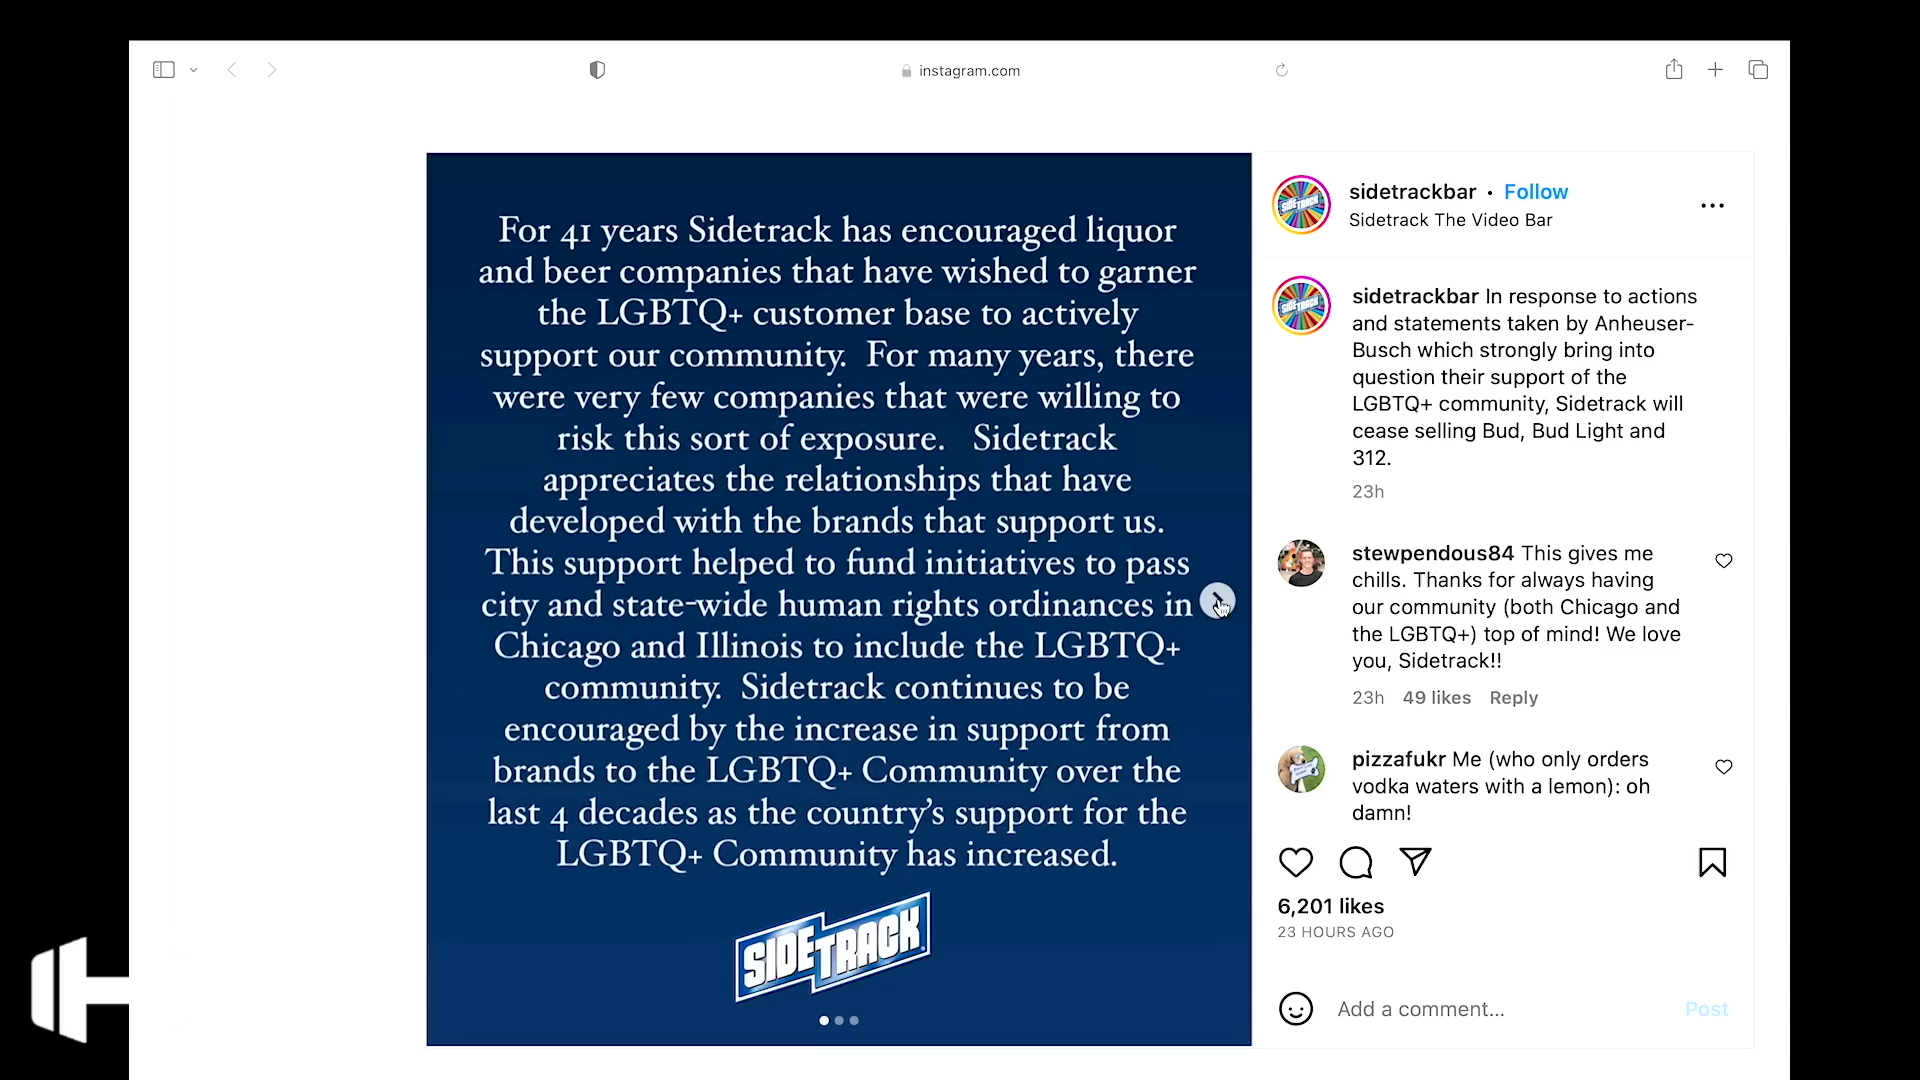 instagram.com
For 41 years Sidetrack has encouraged liquor
and beer companies that have wished to garner
the LGBTQ+ customer base to actively
support our community.  For many years, there
were very few companies that were willing to
risk this sort of exposure.   Sidetrack
appreciates the relationships that have
developed with the brands that support us.
This support helped to fund initiatives to pass
city and state-wide human rights ordinances in
Chicago and Illinois to include the LGBTQ+
community.  Sidetrack continues to be
encouraged by the increase in support from
brands to the LGBTQ+ Community over the
last 4 decades as the country's support for the
LGBTQ+ Community has increased.
SIDETRACK
SIDETRACK
sidetrackbar • Follow
Sidetrack The Video Bar
SIDETRACK
sidetrackbar In response to actions
and statements taken by Anheuser-
Busch which strongly bring into
question their support of the
LGBTQ+ community, Sidetrack will
cease selling Bud, Bud Light and
312.
23h
stewpendous84 This gives me
chills. Thanks for always having
our community (both Chicago and
the LGBTQ+) top of mind! We love
you, Sidetrack!!
23h 49 likes Reply
pizzafukr Me (who only orders
vodka waters with a lemon): oh
damn!
6,201 likes
23 HOURS AGO
Add a comment...
Post